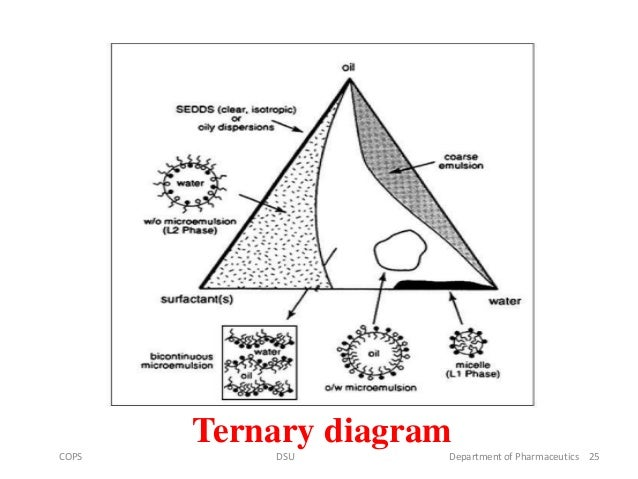 oil
SEDDS (clear, isotropic)
or
oily dispersions
coarse
emulsion
water
w/o microemulsion
(L2 Phase)
surfactant(s)
water
bicontinuous
microemulsion
water
oil
oil
o/w microemulsion
micelle
(L1 Phase)
Ternary diagram
COPS
DSU
Department of Pharmaceutics 25